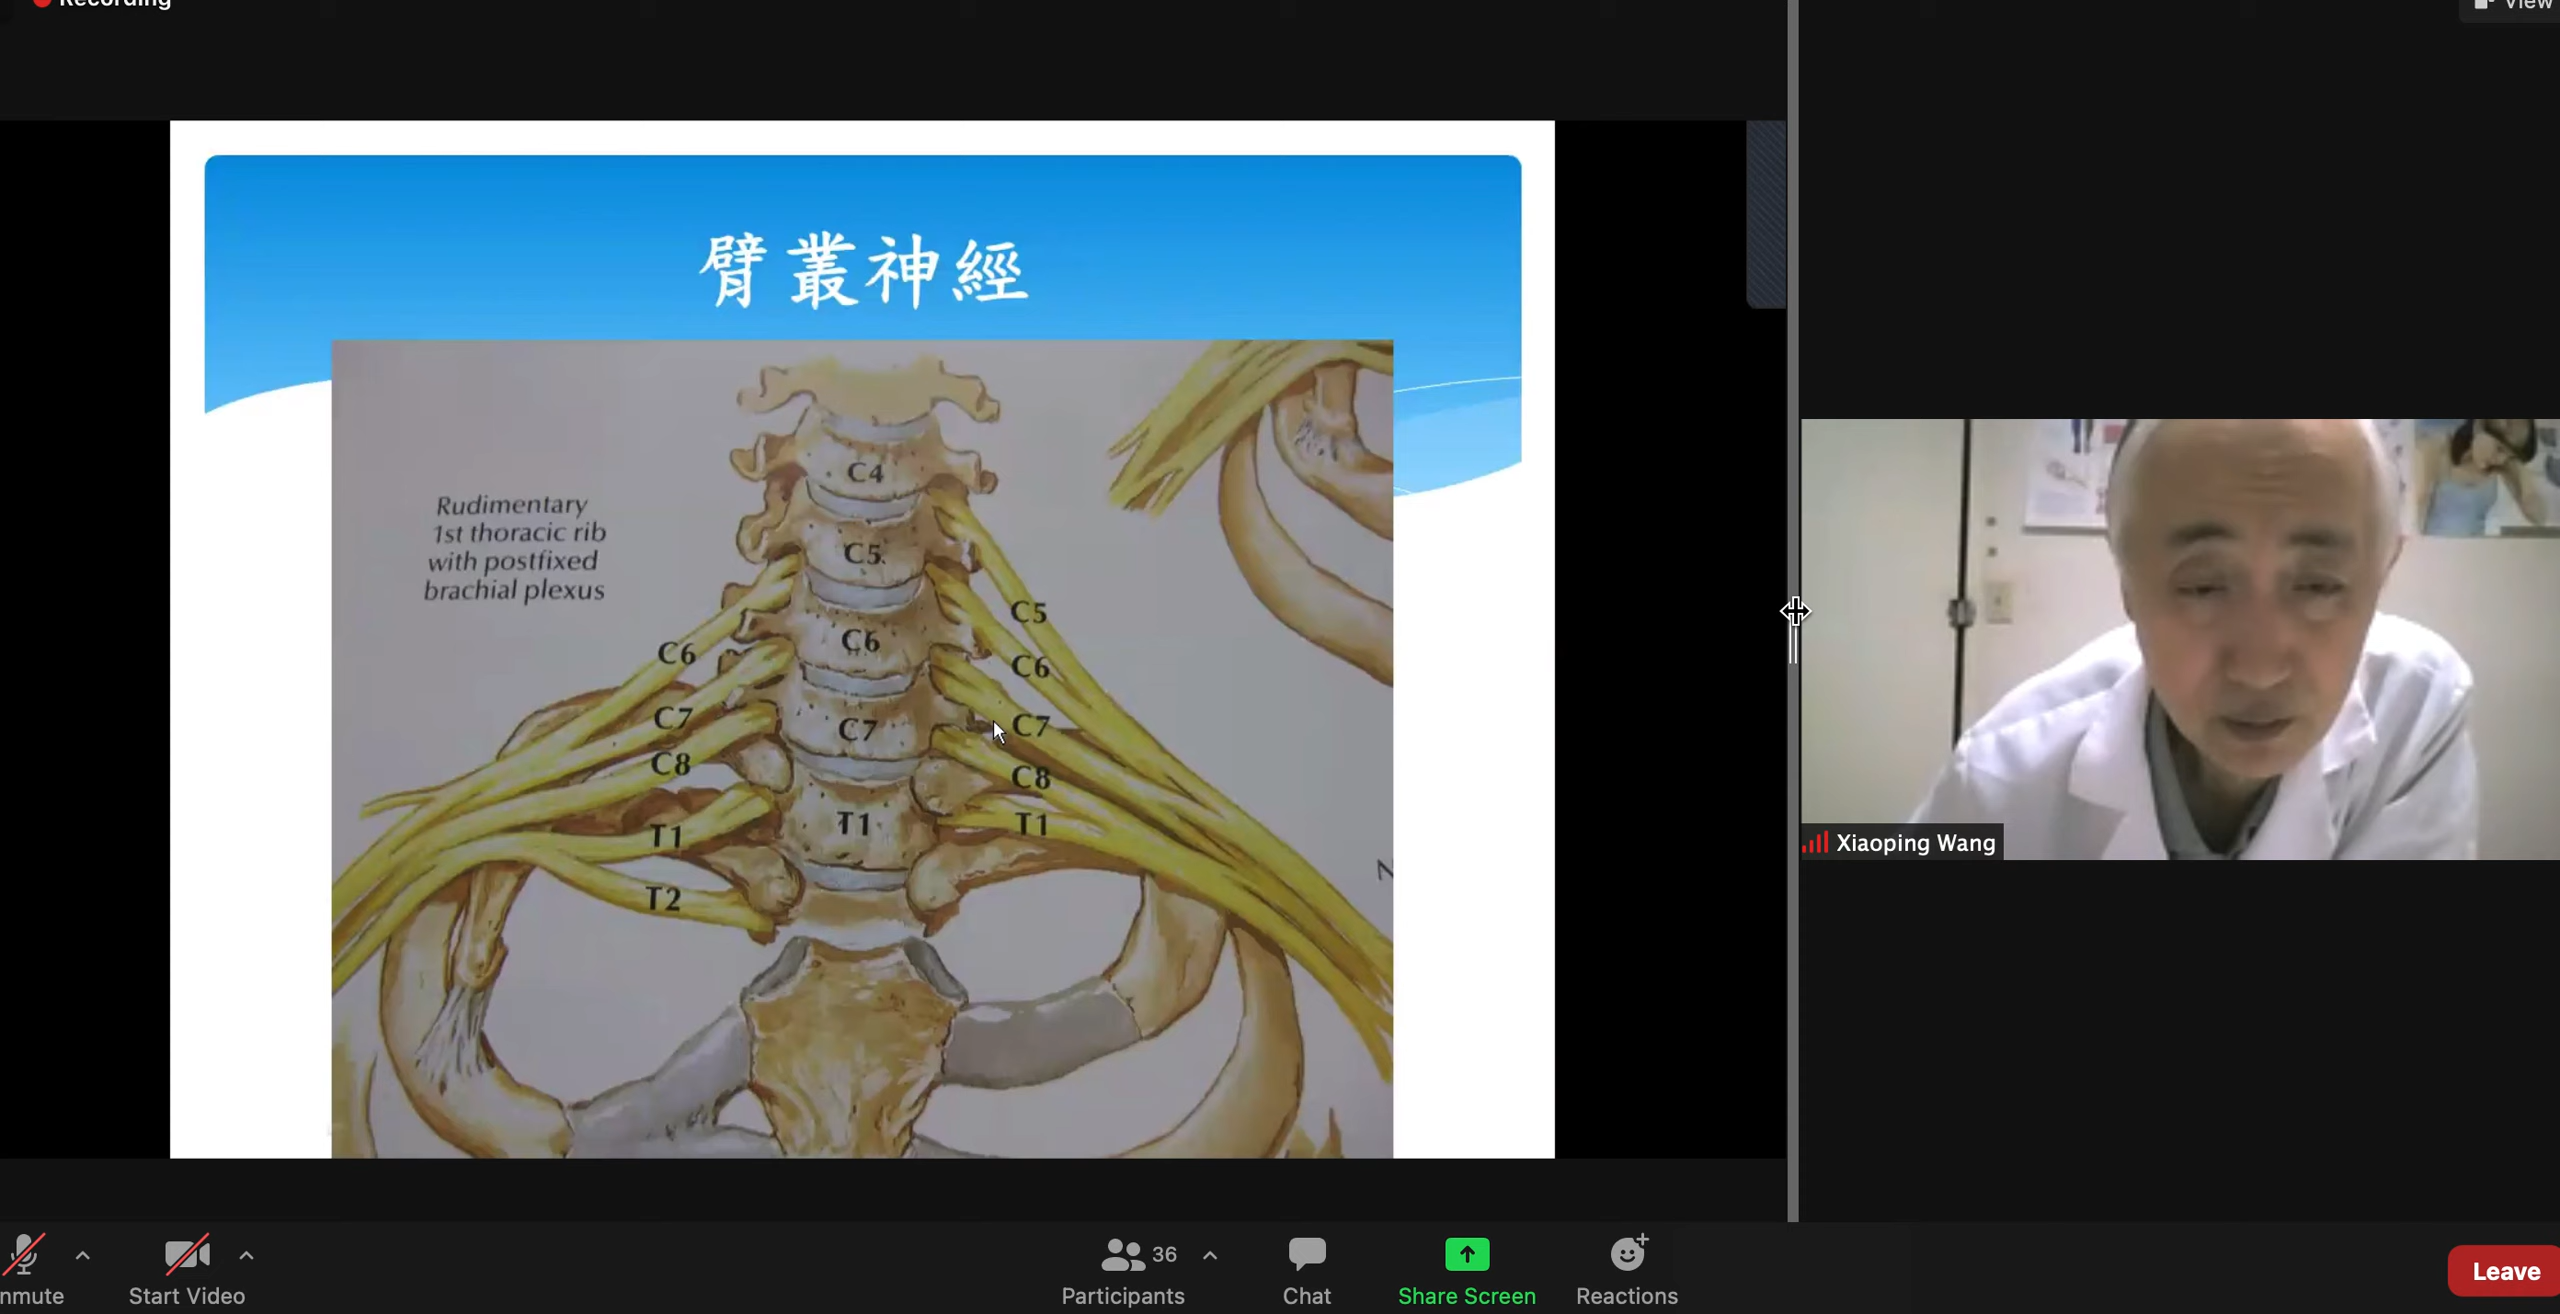 Recording
View
臂叢神經
Rudimentary
1st thoracic rib
with postfixed
brachial plexus
C4
C5
C6
C7
T1
C6
C7
C8
T1
T2
C5
C6
C7
C8
T1
N
Xiaoping Wang
nmute
Start Video
36
Participants
Chat
Share Screen
Reactions
Leave